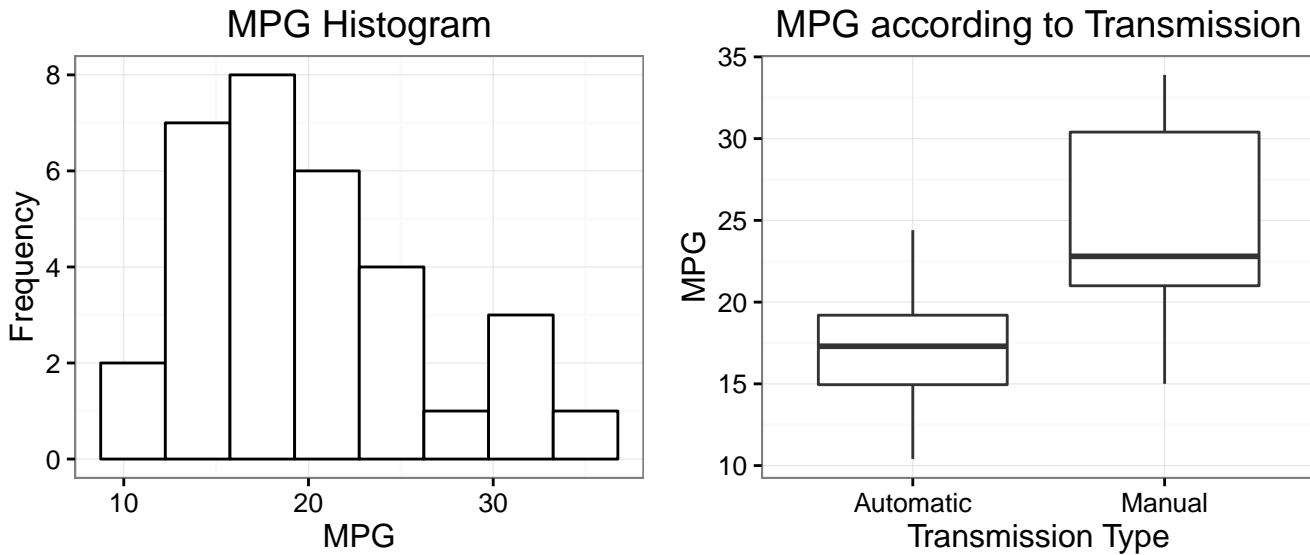 MPG Histogram
8
6
4
2
0
Frequency
10 20 30
MPG
MPG according to Transmission
35
30
25
20
15
10
MPG
Automatic Manual
Transmission Type